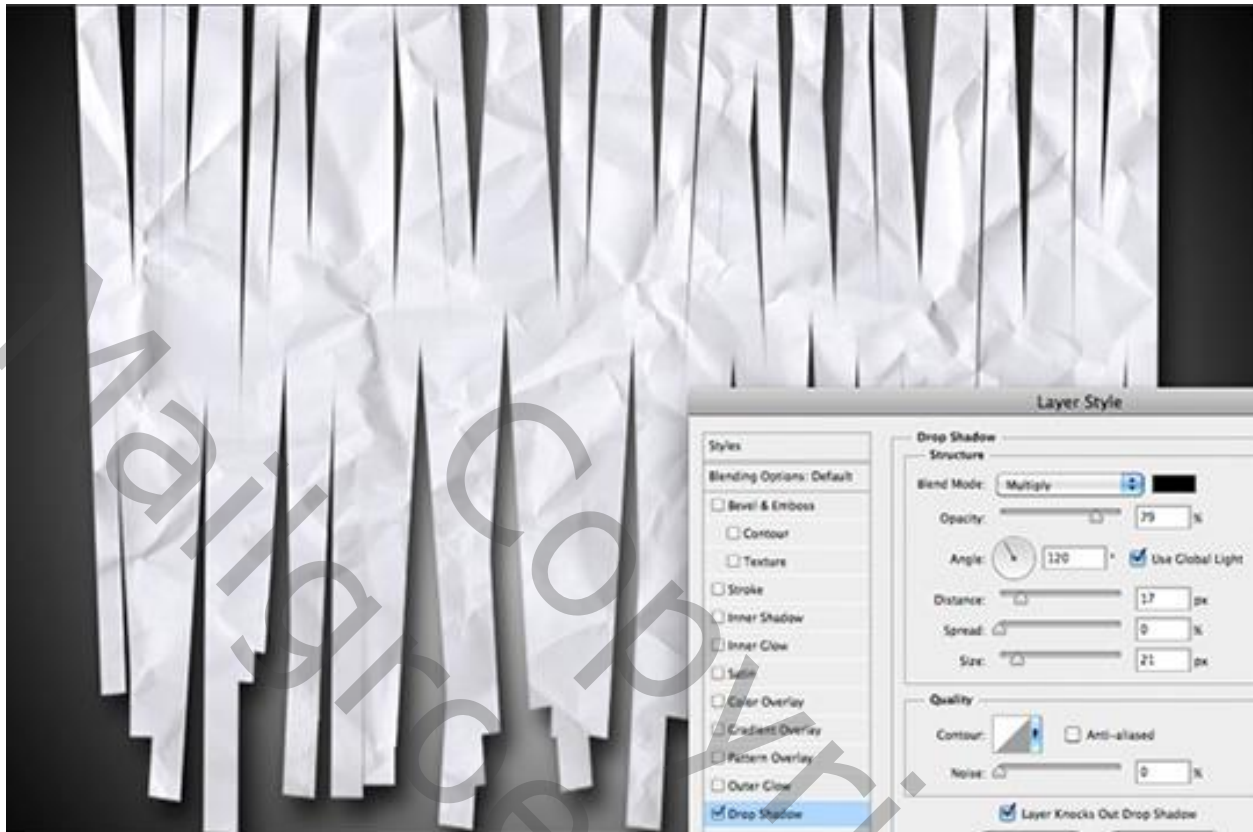 Layer Style
Styles
Blending Options: Default
Bevel & Emboss
Contour
Texture
Stroke
Inner Shadow
Inner Glow
Satin
Color Overlay
Gradient Overlay
Pattern Overlay
Outer Glow
Drop Shadow
Drop Shadow
Structure
Blend Mode: Multiply
Opacity: 79 %
Angle: 120 ° Use Global Light
Distance: 17 px
Spread: 0 %
Size: 21 px
Quality
Contour: Anti-aliased
Noise: 0 %
Layer Knocks Out Drop Shadow